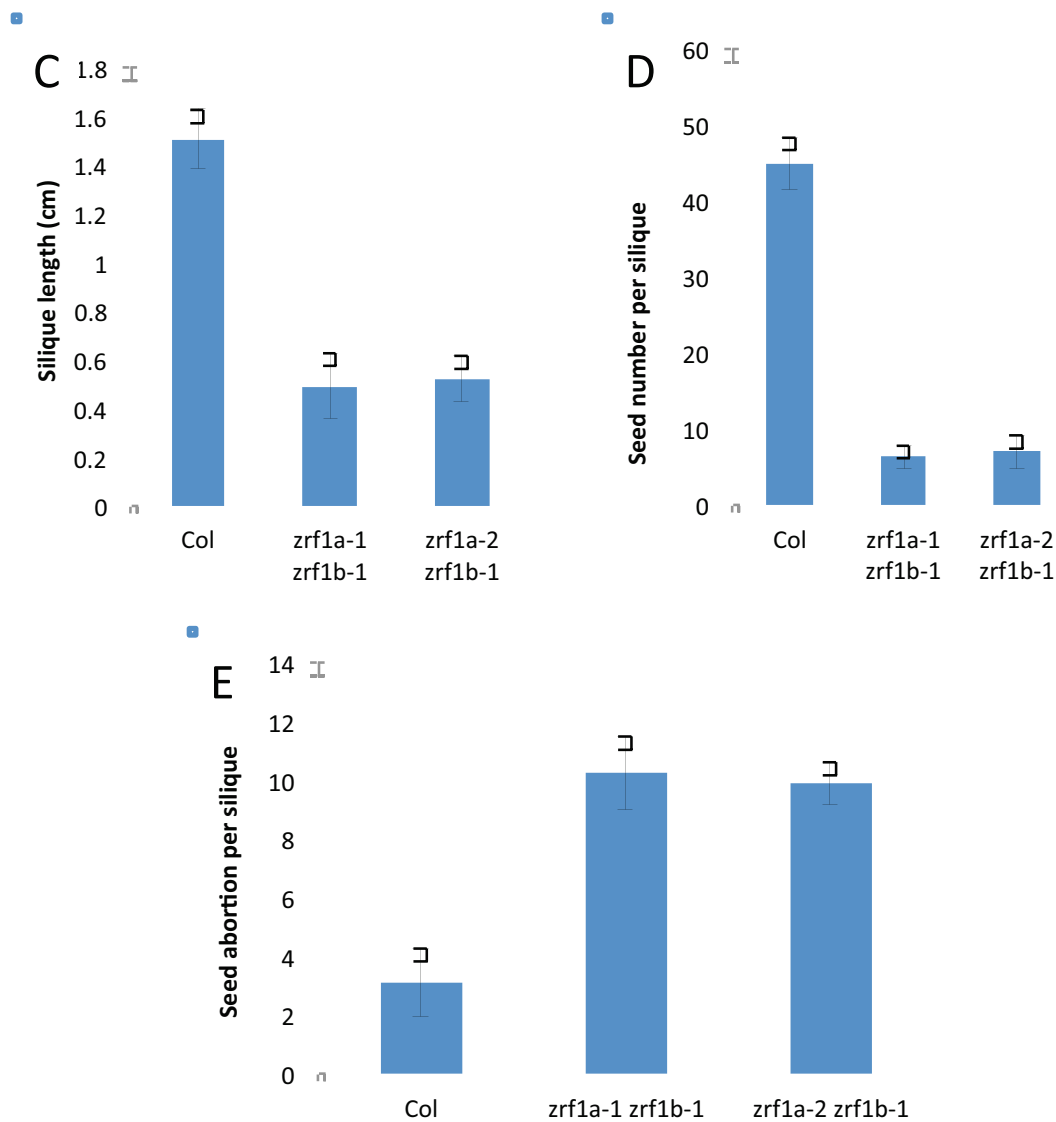 C
1.8
1.6
1.4
1.2
1
0.8
0.6
0.4
0.2
0
Silique length (cm)
Col
zrf1a-1
zrf1b-1
zrf1a-2
zrf1b-1
D
60
50
40
30
20
10
0
Seed number per silique
Col
zrf1a-1
zrf1b-1
zrf1a-2
zrf1b-1
E
14
12
10
8
6
4
2
0
Seed abortion per silique
Col
zrf1a-1 zrf1b-1
zrf1a-2 zrf1b-1